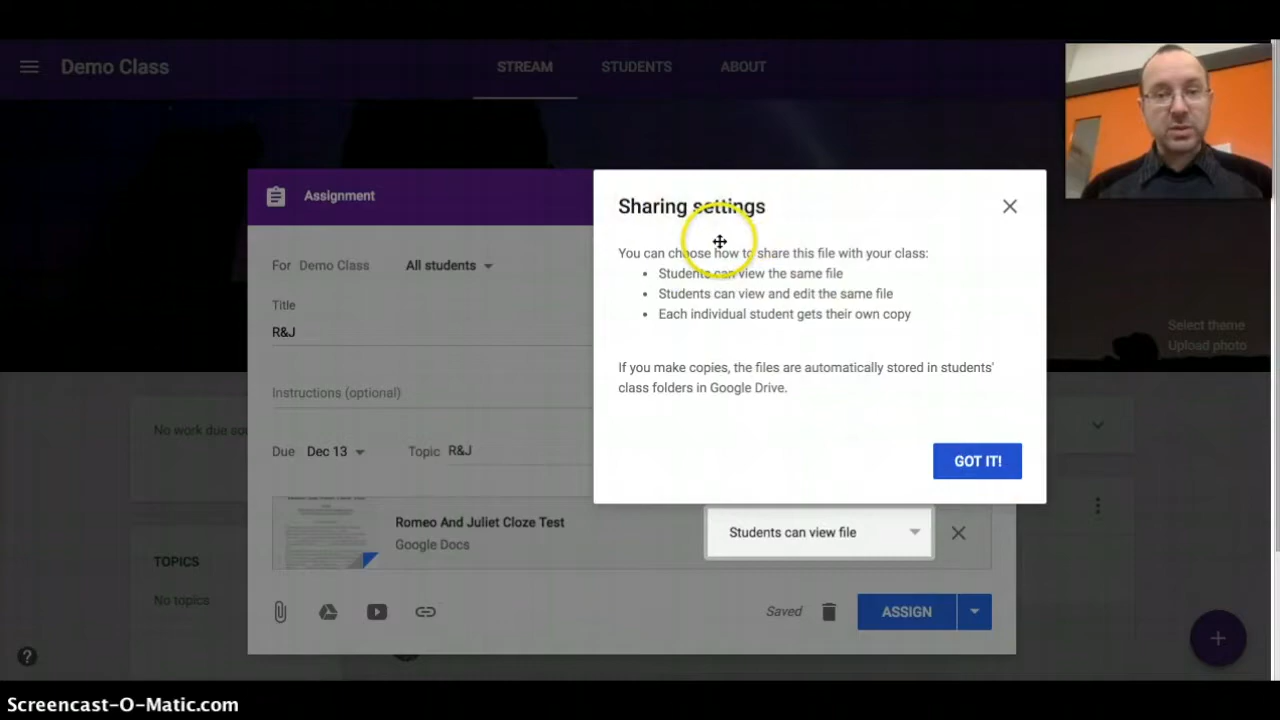 Demo Class
STREAM
STUDENTS
ABOUT
Assignment
Sharing settings
You can choose how to share this file with your class:
Students can view the same file
Students can view and edit the same file
Each individual student gets their own copy
If you make copies, the files are automatically stored in students'
class folders in Google Drive.
GOT IT!
For Demo Class All students
Title
R&J
Instructions (optional)
Due Dec 13 Topic R&J
Romeo And Juliet Cloze Test
Google Docs
Students can view file
Saved
ASSIGN
Select theme
Upload photo
No work due
TOPICS
No topics
?
Screencast-O-Matic.com